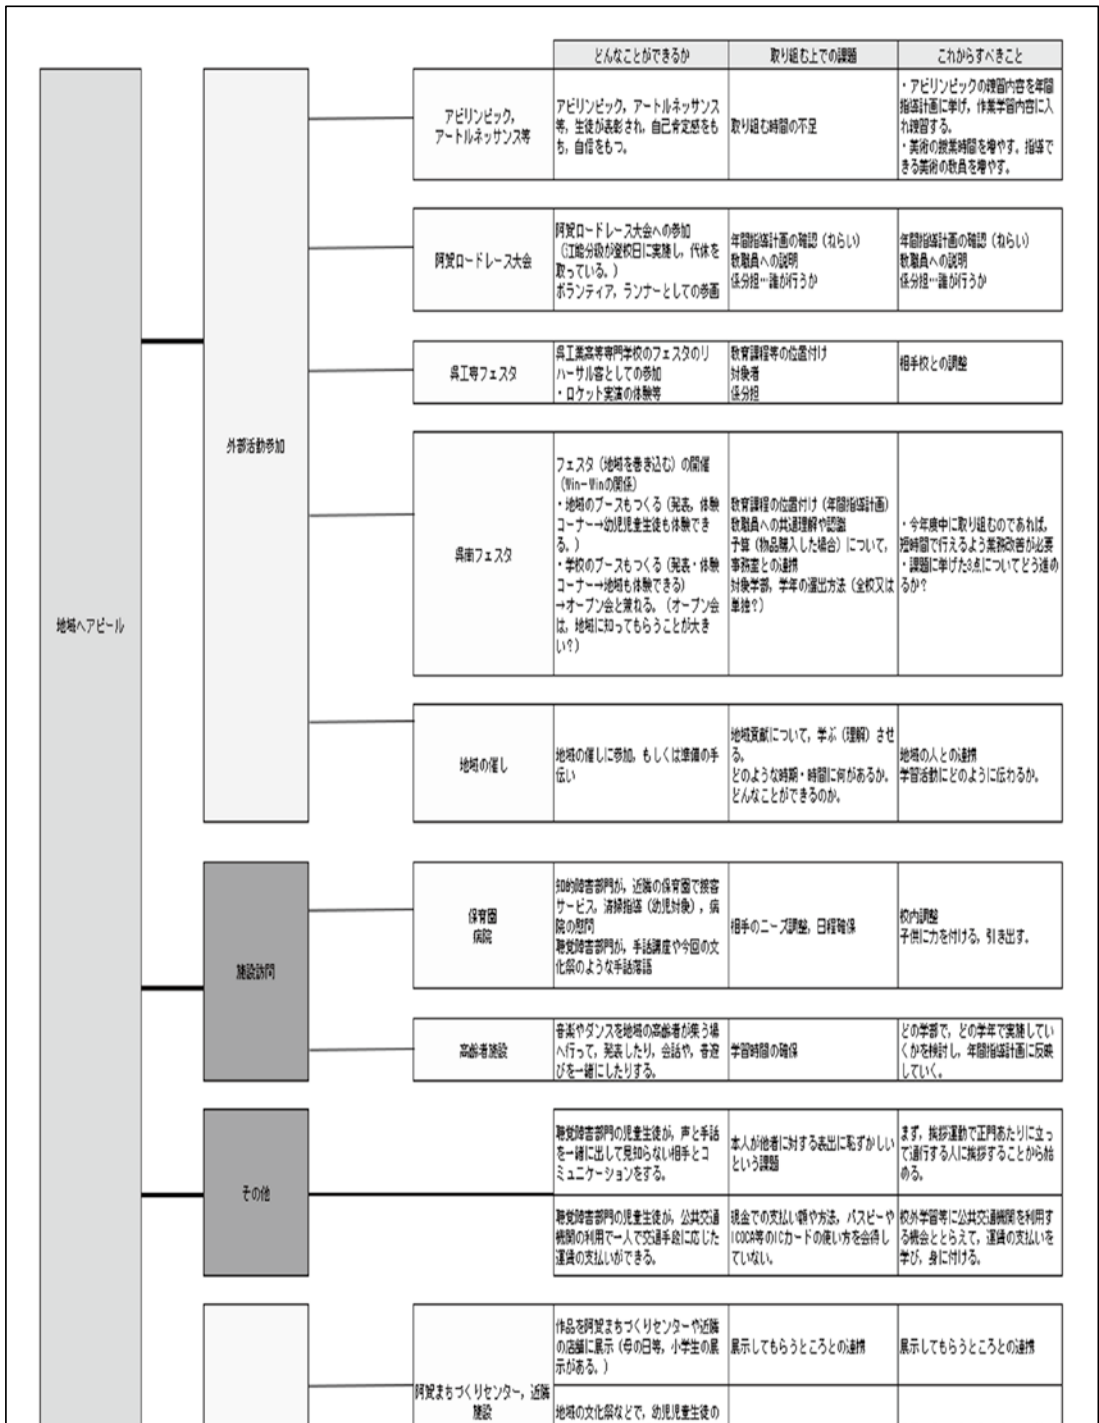 どんなことができるか
取り組む上での課題
これからすべきこと
地域へアピール
外部活動参加
アビリンピック，
アートルネッサンス等
アビリンピック，アートルネッサンス
等，生徒が表彰され，自己肯定感をも
ち，自信をもつ。
取り組む時間の不足
・アビリンピックの練習内容を年間
指導計画に挙げ，作業学習内容に入
れ練習する。
・美術の授業時間を増やす。指導で
きる美術の教員を増やす。
阿賀ロードレース大会
阿賀ロードレース大会への参加
（江能分級が登校日に実施し，代休を
取っている。）
ボランティア，ランナーとしての参画
年間指導計画の確認（ねらい）
教職員への説明
係分担…誰が行うか
年間指導計画の確認（ねらい）
教職員への説明
係分担…誰が行うか
呉工専フェスタ
呉工業高等専門学校のフェスタのリ
ハーサル客としての参加
・ロケット実演の体験等
教育課程等の位置付け
対象者
係分担
相手校との調整
呉南フェスタ
フェスタ（地域を巻き込む）の開催
（Win－Winの関係）
・地域のブースもつくる（発表，体験
コーナー→幼児児童生徒も体験でき
る。）
・学校のブースもつくる（発表・体験
コーナー→地域も体験できる）
→オープン会と兼ねる。（オープン会
は，地域に知ってもらうことが大き
い？）
教育課程の位置付け（年間指導計画）
教職員への共通理解や認識
予算（物品購入した場合）について，
事務室との連携
対象学部，学年の選出方法（全校又は
単独？）
・今年度中に取り組むのであれば，
短時間で行えるよう業務改善が必要
・課題に挙げた3点についてどう進め
るか？
地域の催し
地域の催しに参加，もしくは準備の手
伝い
地域貢献について，学ぶ（理解）させ
る。
どのような時期・時間に何があるか。
どんなことができるのか。
地域の人との連携
学習活動にどのように伝わるか。
施設訪問
保育園
病院
知的障害部門が，近隣の保育園で接客
サービス，清掃指導（幼児対象），病
院の慰問
聴覚障害部門が，手話講座や今回の文
化祭のような手話落語
相手のニーズ調整，日程確保
校内調整
子供に力を付ける，引き出す。
高齢者施設
音楽やダンスを地域の高齢者が集う場
へ行って，発表したり，会話や，昔遊
びを一緒にしたりする。
学習時間の確保
どの学部で，どの学年で実施してい
くかを検討し，年間指導計画に反映
していく。
その他
聴覚障害部門の児童生徒が，声と手話
を一緒に出して見知らない相手とコ
ミュニケーションをする。
本人が他者に対する表出に恥ずかしい
という課題
まず，挨拶運動で正門あたりに立っ
て通行する人に挨拶することから始
める。
聴覚障害部門の児童生徒が，公共交通
機関の利用で一人で交通手段に応じた
運賃の支払いができる。
現金での支払い額や方法，パスピーや
ICOCA等のICカードの使い方を会得し
ていない。
校外学習等に公共交通機関を利用す
る機会ととらえて，運賃の支払いを
学び，身に付ける。
阿賀まちづくりセンター，近隣
施設
作品を阿賀まちづくりセンターや近隣
の店舗に展示（母の日等，小学生の展
示がある。）
展示してもらうところとの連携
展示してもらうところとの連携
地域の文化祭などで，幼児児童生徒の